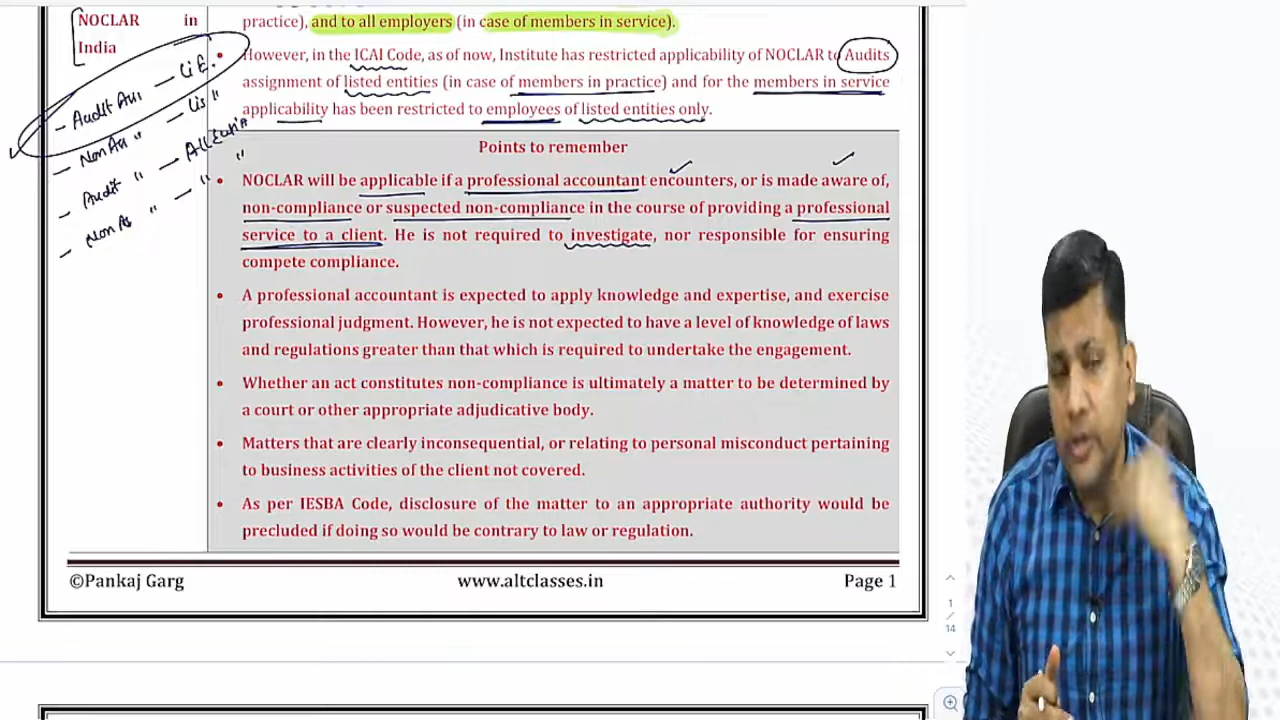 NOCLAR in
India
practice), and to all employers (in case of members in service).
• However, in the ICAI Code, as of now, Institute has restricted applicability of NOCLAR to Audits
assignment of listed entities (in case of members in practice) and for the members in service
applicability has been restricted to employees of listed entities only.
- Audit
- Non
- Audit " -
- Non " - "
Points to remember
• NOCLAR will be applicable if a professional accountant encounters, or is made aware of,
non-compliance or suspected non-compliance in the course of providing a professional
service to a client. He is not required to investigate, nor responsible for ensuring
compete compliance.
• A professional accountant is expected to apply knowledge and expertise, and exercise
professional judgment. However, he is not expected to have a level of knowledge of laws
and regulations greater than that which is required to undertake the engagement.
• Whether an act constitutes non-compliance is ultimately a matter to be determined by
a court or other appropriate adjudicative body.
• Matters that are clearly inconsequential, or relating to personal misconduct pertaining
to business activities of the client not covered.
• As per IESBA Code, disclosure of the matter to an appropriate authority would be
precluded if doing so would be contrary to law or regulation.
©Pankaj Garg www.altclasses.in Page 1
1
/
14